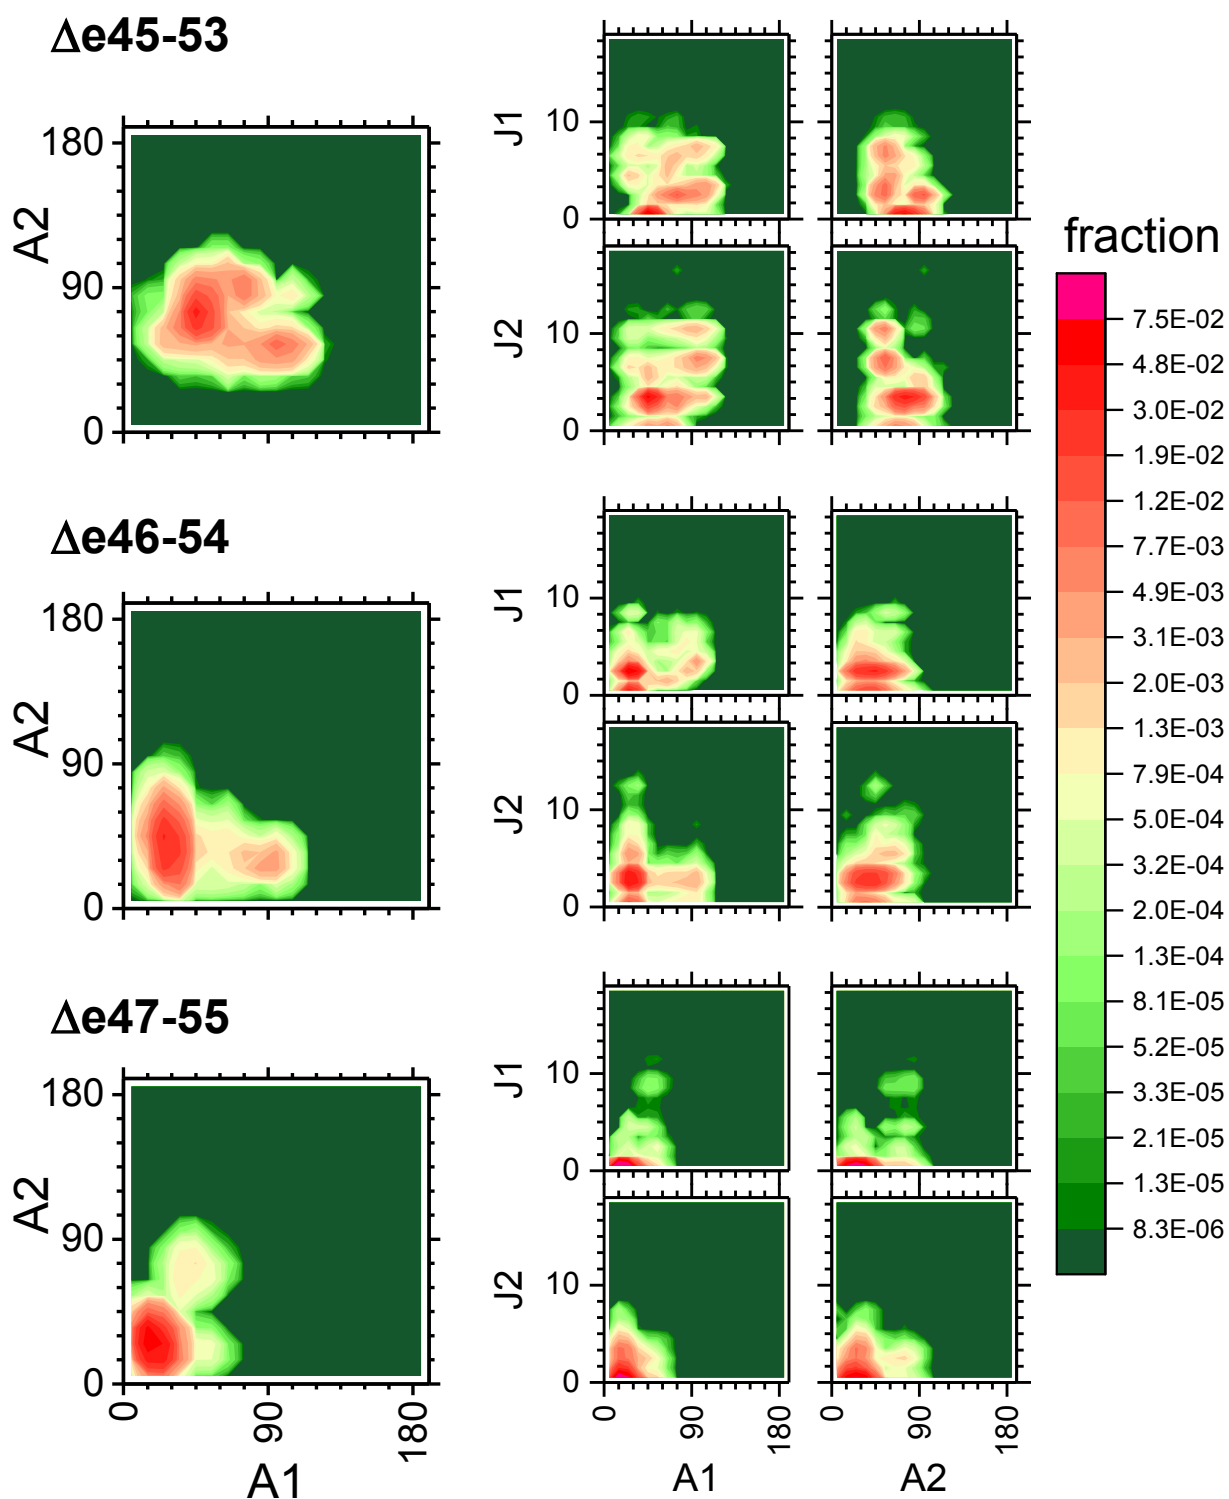 Δe45-53
A2
180
90
0
J1
10
0
J2
10
0
fraction
7.5E-02
4.8E-02
3.0E-02
1.9E-02
1.2E-02
7.7E-03
4.9E-03
3.1E-03
2.0E-03
1.3E-03
7.9E-04
5.0E-04
3.2E-04
2.0E-04
1.3E-04
8.1E-05
5.2E-05
3.3E-05
2.1E-05
1.3E-05
8.3E-06
Δe46-54
A2
180
90
0
J1
10
0
J2
10
0
Δe47-55
A2
180
90
0
J1
10
0
J2
10
0
0 90 180
A1
0 90 180
A1
0 90 180
A2